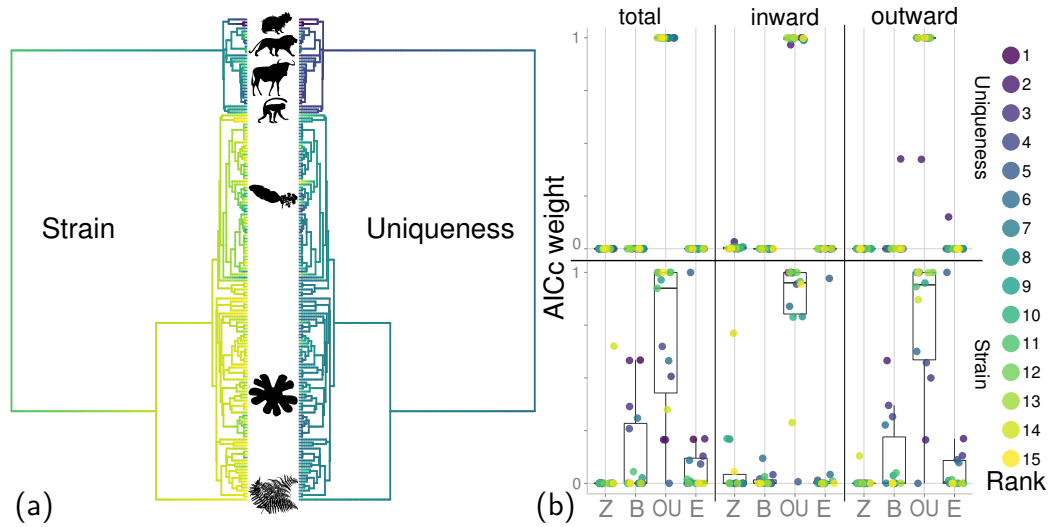 total inward outward
1
Uniqueness
0
AICc weight
1
Strain
0
Z B OU E Z B OU E Z B OU E
1
2
3
4
5
6
7
8
9
10
11
12
13
14
15
Rank
Strain
Uniqueness
(a)
(b)